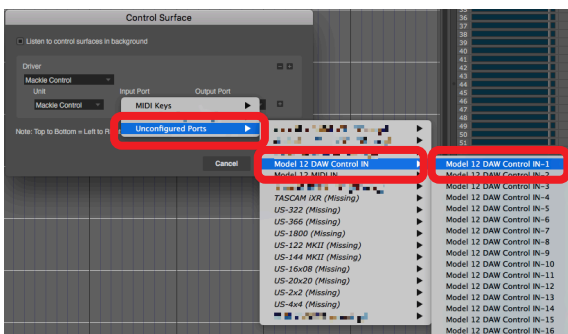 Control Surface
Listen to control surfaces in background
Driver
Mackie Control
Unit
Input Port
Output Port
Mackie Control
MIDI Keys
Unconfigured Ports
Note: Top to Bottom = Left to
Cancel
Model 12 DAW Control IN
Model 12 MIDI IN
TASCAM iXR (Missing)
US-322 (Missing)
US-366 (Missing)
US-1800 (Missing)
US-122 MKII (Missing)
US-144 MKII (Missing)
US-16x08 (Missing)
US-20x20 (Missing)
US-2x2 (Missing)
US-4x4 (Missing)
36
37
38
39
40
41
42
43
44
45
46
47
48
49
50
51
Model 12 DAW Control IN-1
Model 12 DAW Control IN-2
Model 12 DAW Control IN-3
Model 12 DAW Control IN-4
Model 12 DAW Control IN-5
Model 12 DAW Control IN-6
Model 12 DAW Control IN-7
Model 12 DAW Control IN-8
Model 12 DAW Control IN-9
Model 12 DAW Control IN-10
Model 12 DAW Control IN-11
Model 12 DAW Control IN-12
Model 12 DAW Control IN-13
Model 12 DAW Control IN-14
Model 12 DAW Control IN-15
Model 12 DAW Control IN-16